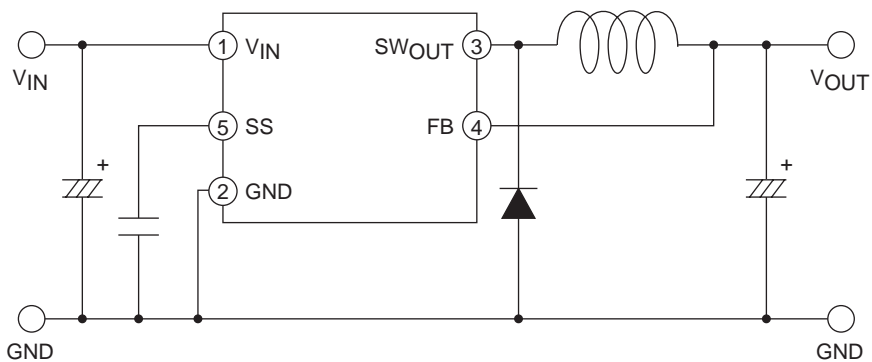 1 VIN SWOUT 3
VIN VOUT
+ 5 SS FB 4 +
2 GND
GND GND